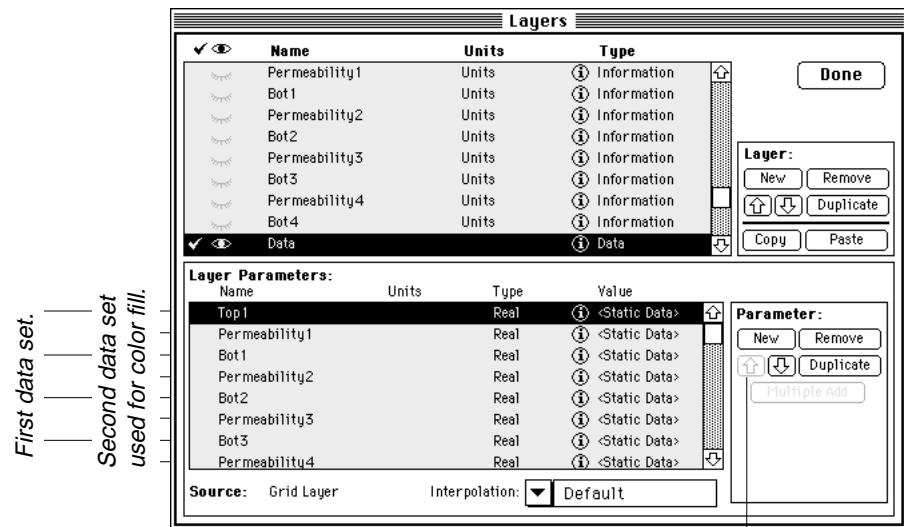 Layers
Name Units Type
Permeability1 Units Information
Bot1 Units Information
Permeability2 Units Information
Bot2 Units Information
Permeability3 Units Information
Bot3 Units Information
Permeability4 Units Information
Bot4 Units Information
Data Data
Done
Layer:
New Remove
Duplicate
Copy Paste
Layer Parameters:
Name Units Type Value
Top1 Real <Static Data>
Permeability1 Real <Static Data>
Bot1 Real <Static Data>
Permeability2 Real <Static Data>
Bot2 Real <Static Data>
Permeability3 Real <Static Data>
Bot3 Real <Static Data>
Permeability4 Real <Static Data>
Parameter:
New Remove
Duplicate
Multiple Add
Source: Grid Layer Interpolation: Default
First data set.
Second data set
used for color fill.